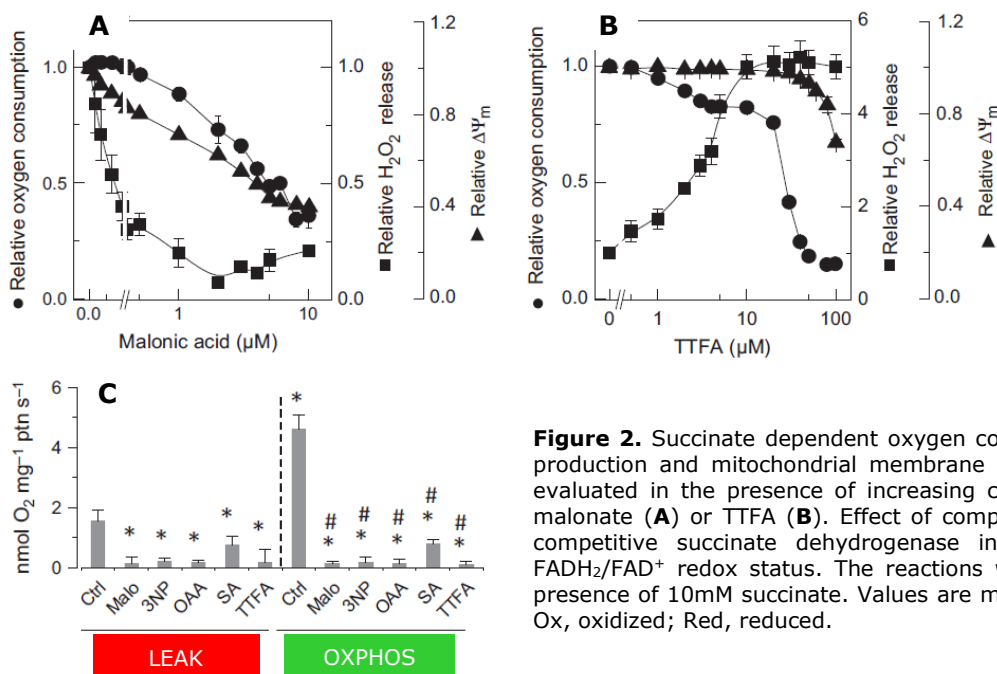 A
● Relative oxygen consumption
1.0
0.5
0.0
0.0
1
10
Malonic acid (µM)
1.0
0.5
0.0
■ Relative H2O2 release
1.2
0.8
0.4
0.0
▲ Relative ΔΨm
B
● Relative oxygen consumption
1.0
0.5
0.0
0
1
10
100
TTFA (µM)
6
5
4
2
1
0
■ Relative H2O2 release
1.2
0.8
0.4
0.0
▲ Relative ΔΨm
C
nmol O2 mg−1 ptn s−1
6
4
2
0
* * * * *
* # # # # #
* * * * *
Ctrl Malo 3NP OAA SA TTFA Ctrl Malo 3NP OAA SA TTFA
LEAK OXPHOS
Figure 2. Succinate dependent oxygen co
production and mitochondrial membrane
evaluated in the presence of increasing c
malonate (A) or TTFA (B). Effect of comp
competitive succinate dehydrogenase in
FADH2/FAD+ redox status. The reactions
presence of 10mM succinate. Values are m
Ox, oxidized; Red, reduced.